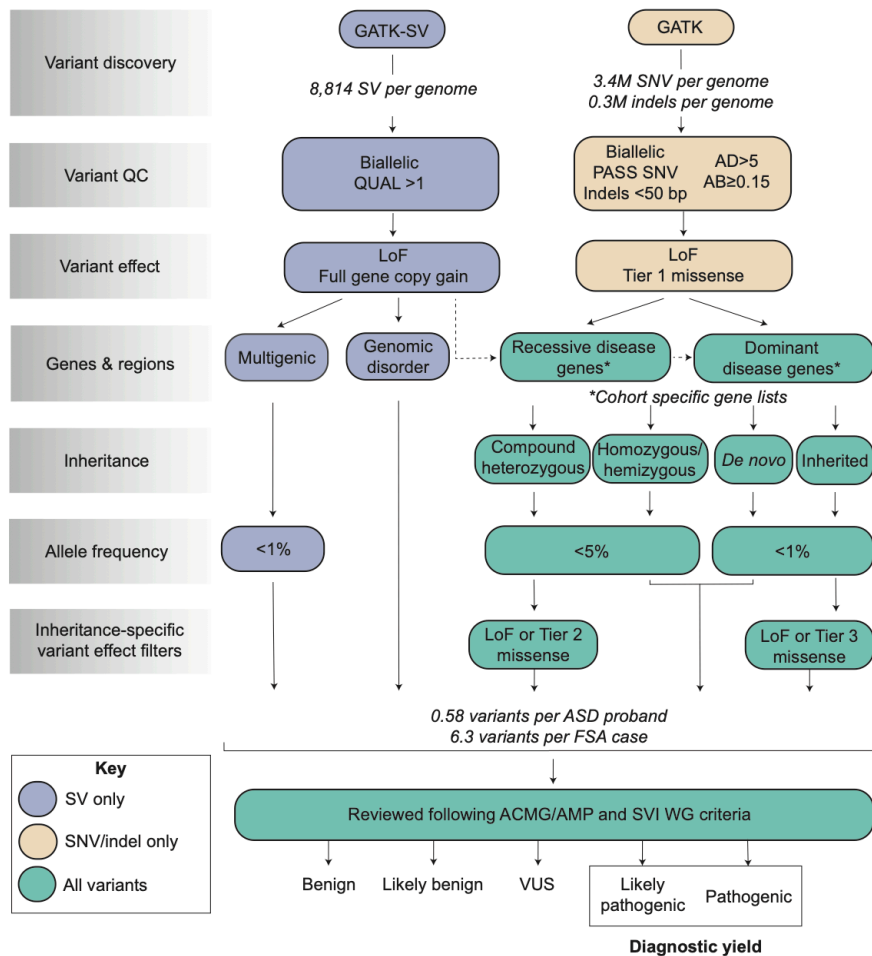 Variant discovery
GATK-SV
GATK
8,814 SV per genome
3.4M SNV per genome
0.3M indels per genome
Variant QC
Biallelic
QUAL >1
Biallelic
PASS SNV
Indels <50 bp
AD>5
AB≥0.15
Variant effect
LoF
Full gene copy gain
LoF
Tier 1 missense
Genes & regions
Multigenic
Genomic
disorder
Recessive disease
genes*
Dominant
disease genes*
*Cohort specific gene lists
Inheritance
Compound
heterozygous
Homozygous/
hemizygous
De novo
Inherited
Allele frequency
<1%
<5%
<1%
Inheritance-specific
variant effect filters
LoF or Tier 2
missense
LoF or Tier 3
missense
0.58 variants per ASD proband
6.3 variants per FSA case
Key
SV only
SNV/indel only
All variants
Reviewed following ACMG/AMP and SVI WG criteria
Benign
Likely benign
VUS
Likely
pathogenic
Pathogenic
Diagnostic yield